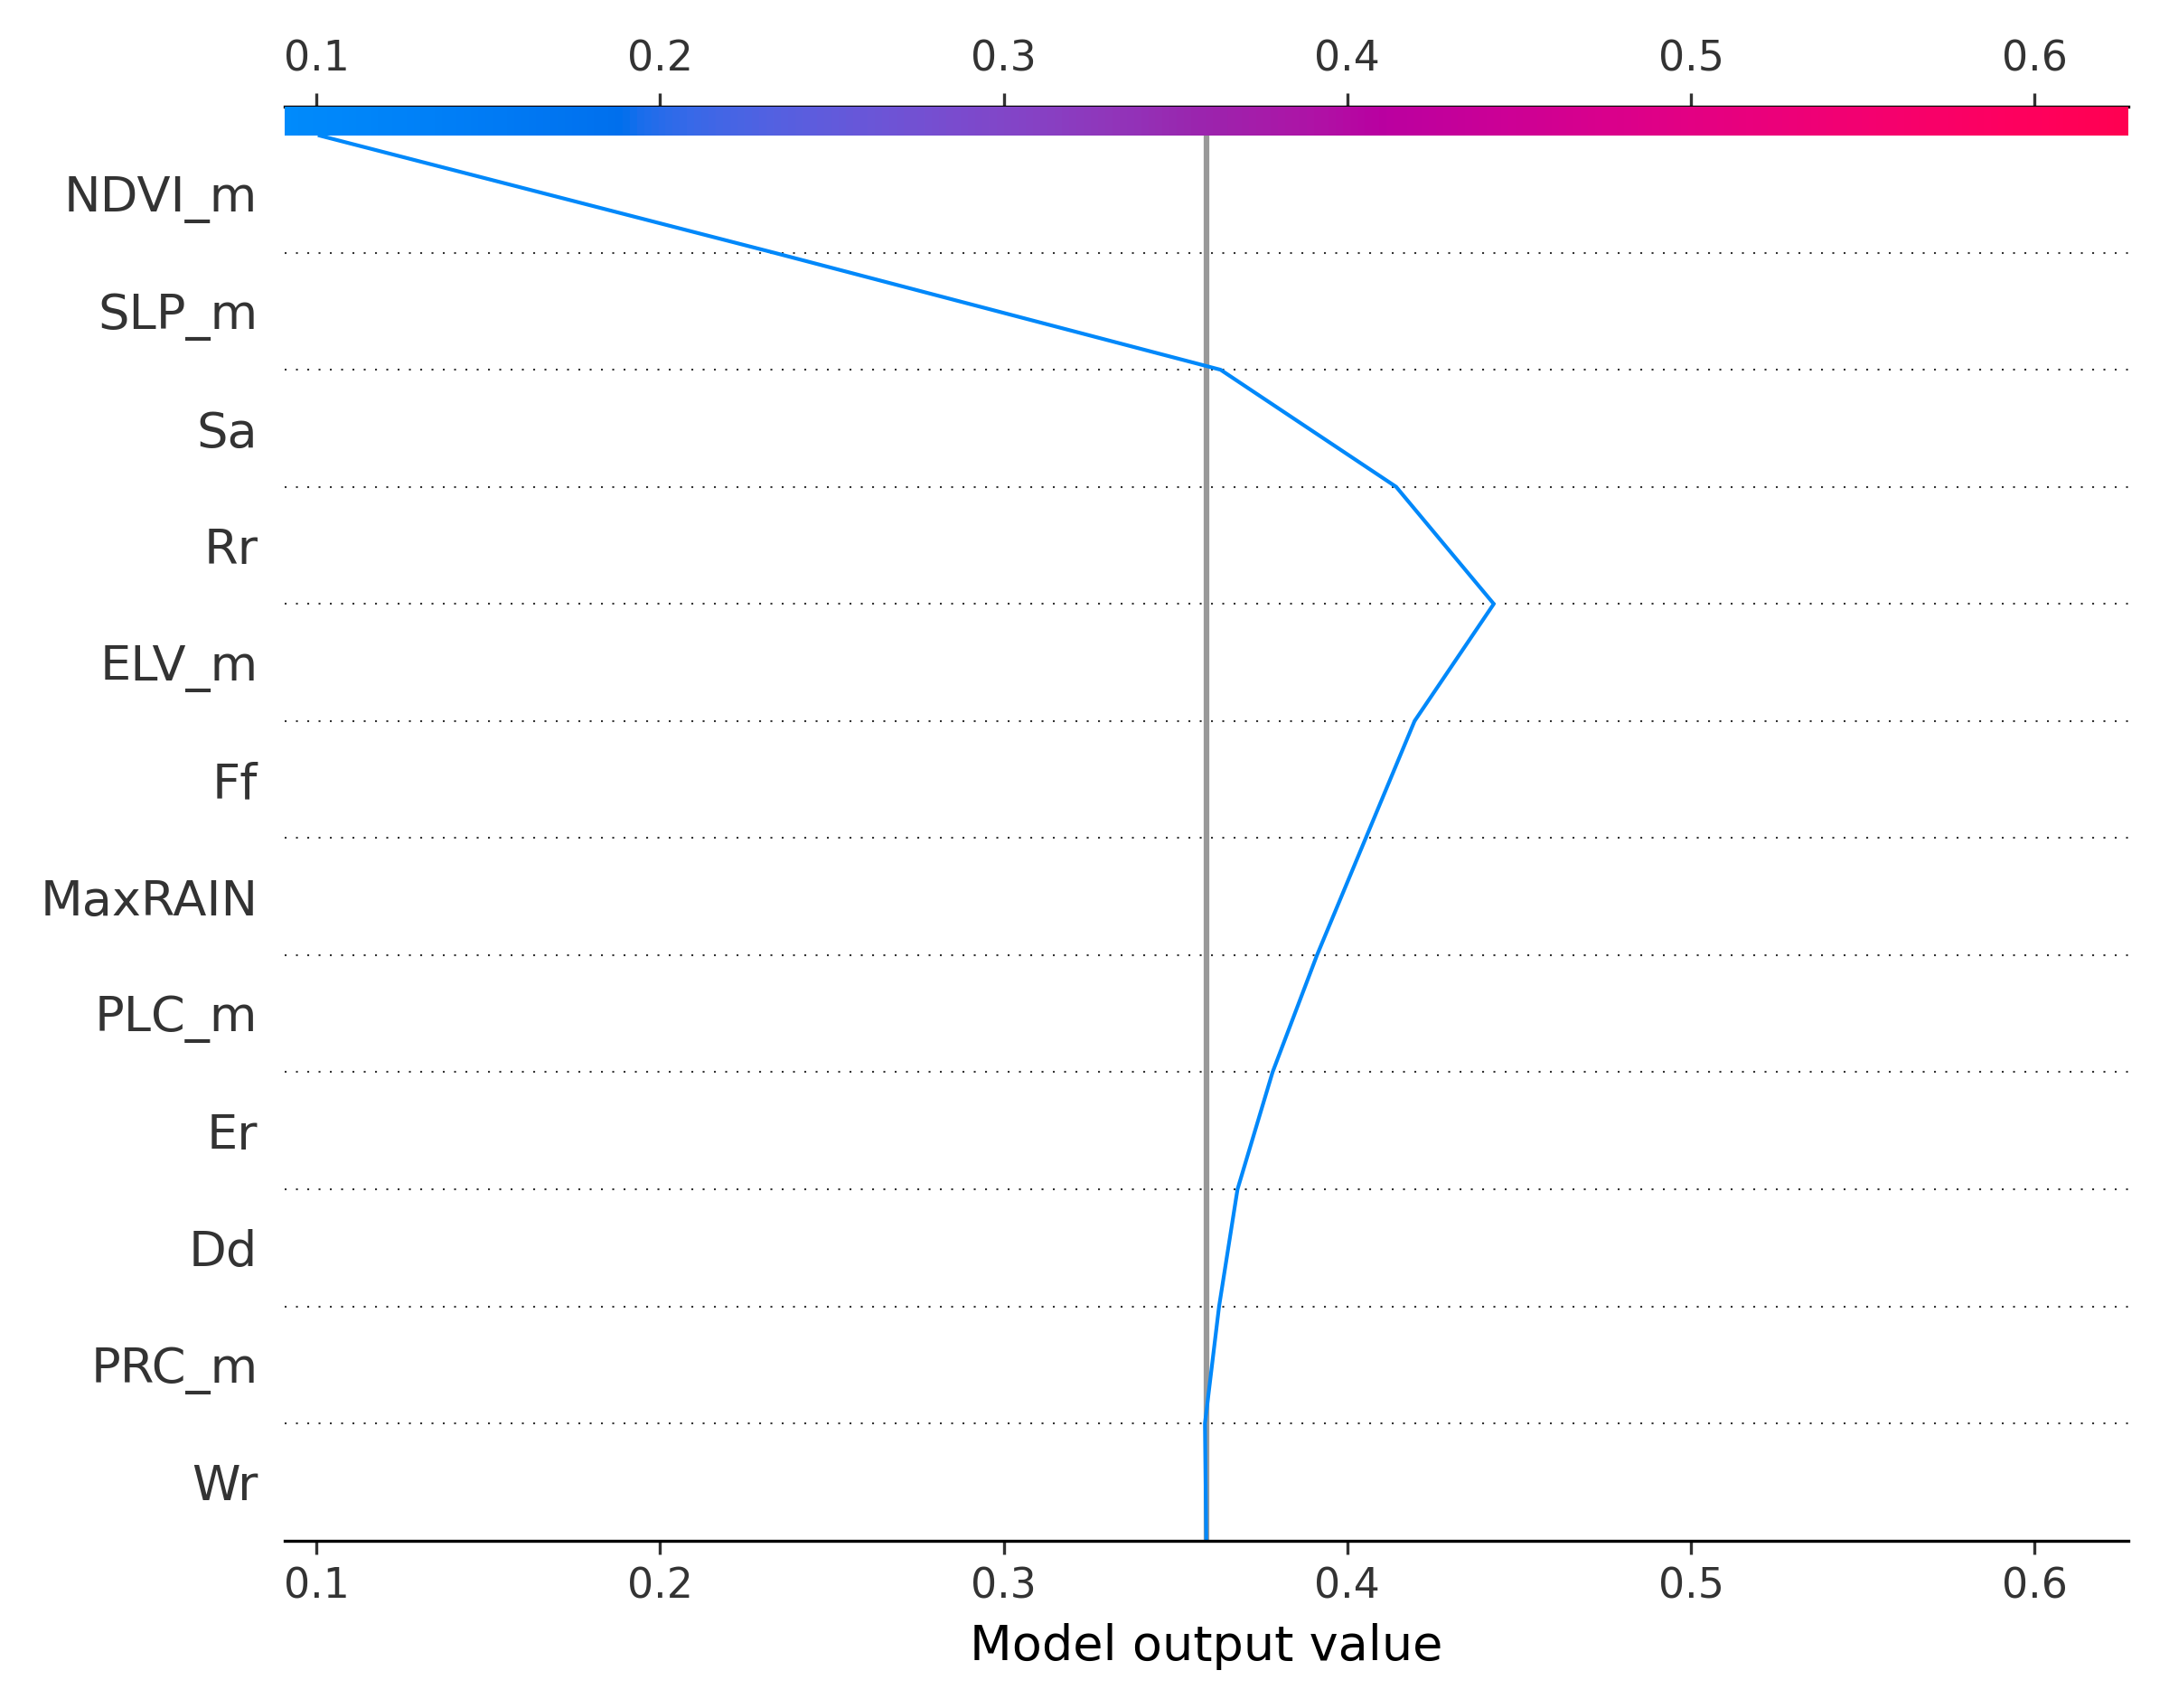 0.1 0.2 0.3 0.4 0.5 0.6
NDVI_m
SLP_m
Sa
Rr
ELV_m
Ff
MaxRAIN
PLC_m
Er
Dd
PRC_m
Wr
0.1 0.2 0.3 0.4 0.5 0.6
Model output value